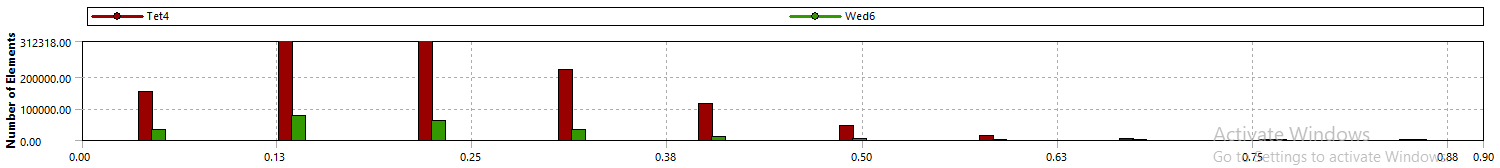 Tet4 Wed6
Number of Elements
312318.00
200000.00
100000.00
0.00
0.00 0.13 0.25 0.38 0.50 0.63 0.75 0.88 0.90
Activate Windows
Go to Settings to activate Windows.